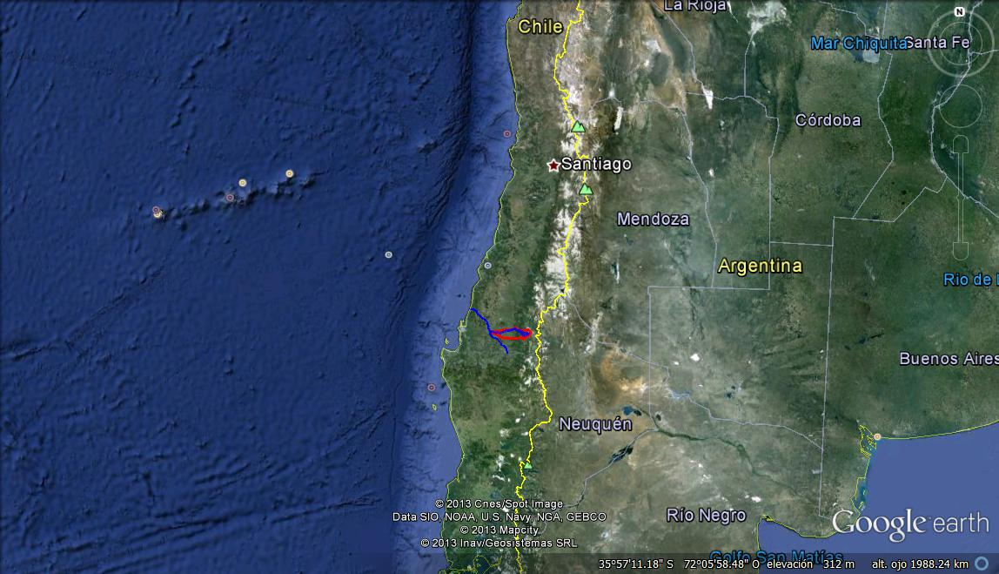 La Rioja
Chile
N
Mar Chiquita
Santa Fe
Córdoba
Santiago
Mendoza
Argentina
Rio de L
Buenos Aires
Neuquén
© 2013 Cnes/Spot Image
Data SIO, NOAA, U.S. Navy, NGA, GEBCO
© 2013 Mapcity
© 2013 Inav/Geosistemas SRL
Río Negro
Google earth
Golfo San Matías
35°57'11.18" S 72°05'58.48" O elevación 312 m alt. ojo 1988.24 km